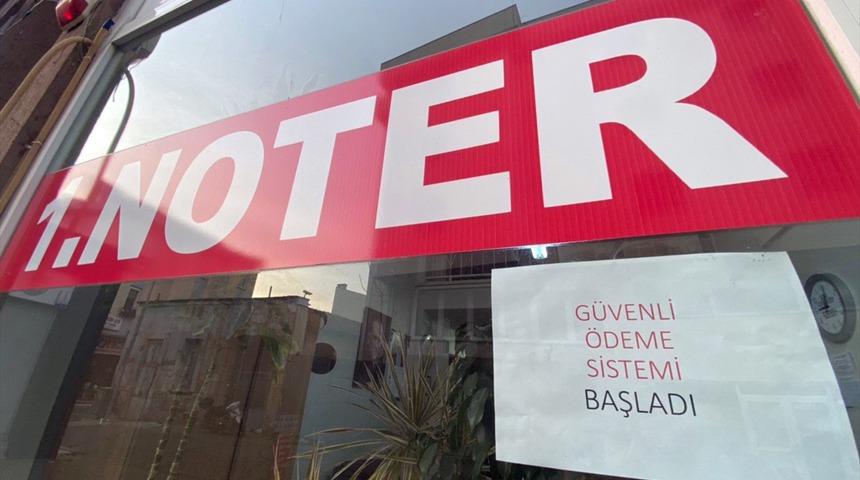 1.NOTER
GÜVENLİ
ÖDEME
SİSTEMİ
BAŞLADI